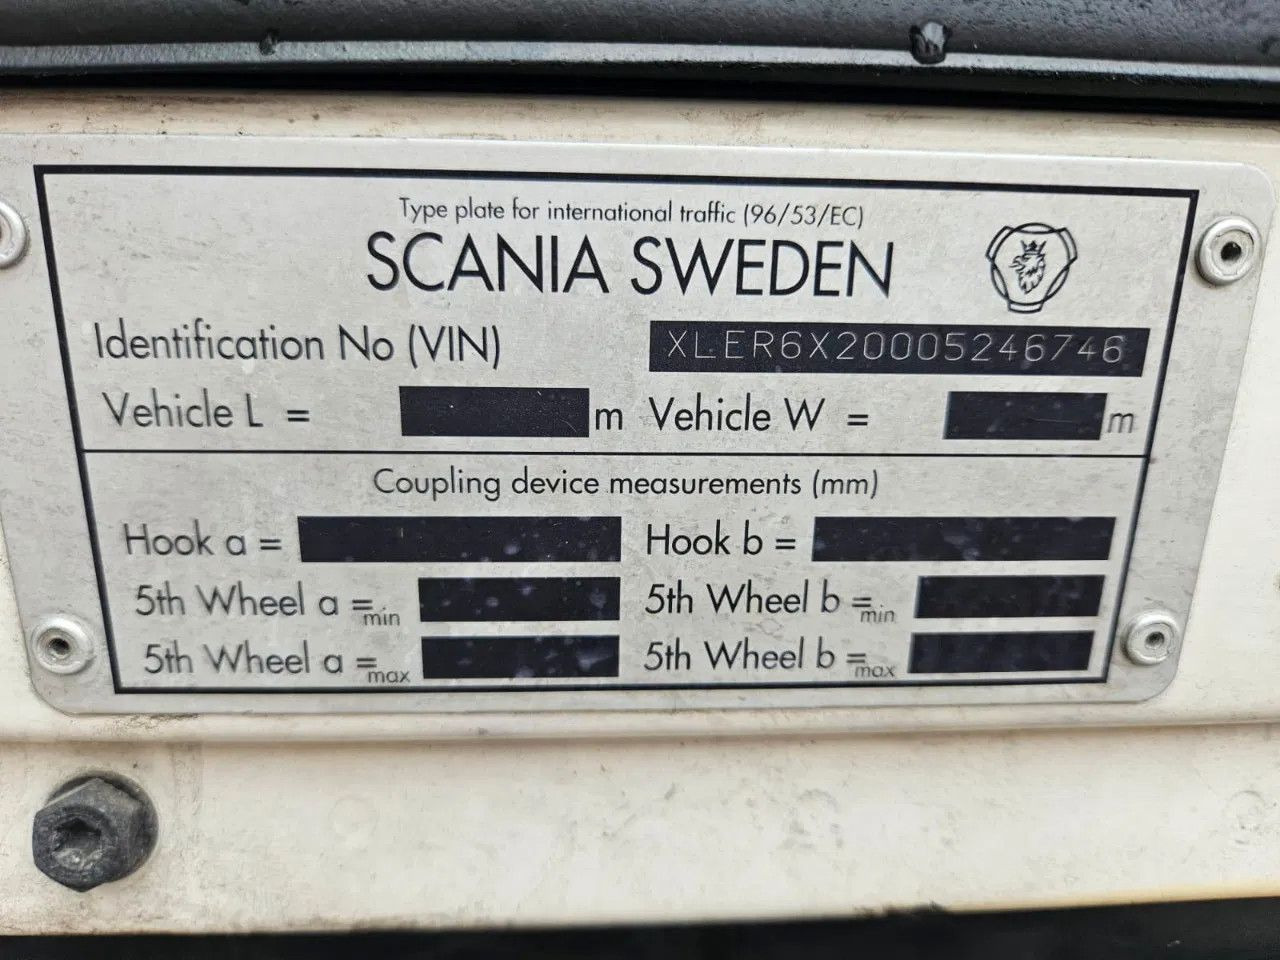 Type plate for international traffic (96/53/EC)
SCANIA SWEDEN
Identification No (VIN) XLER6X20005246746
Vehicle L = m Vehicle W = m
Coupling device measurements (mm)
Hook a = Hook b =
5th Wheel a =min 5th Wheel b =min
5th Wheel a =max 5th Wheel b =max